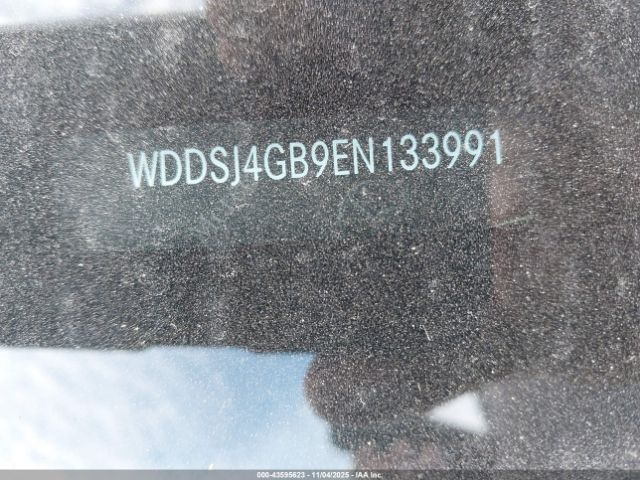 WDDSJ4GB9EN133991
000-43595623 - 11/04/2025 - IAA Inc.